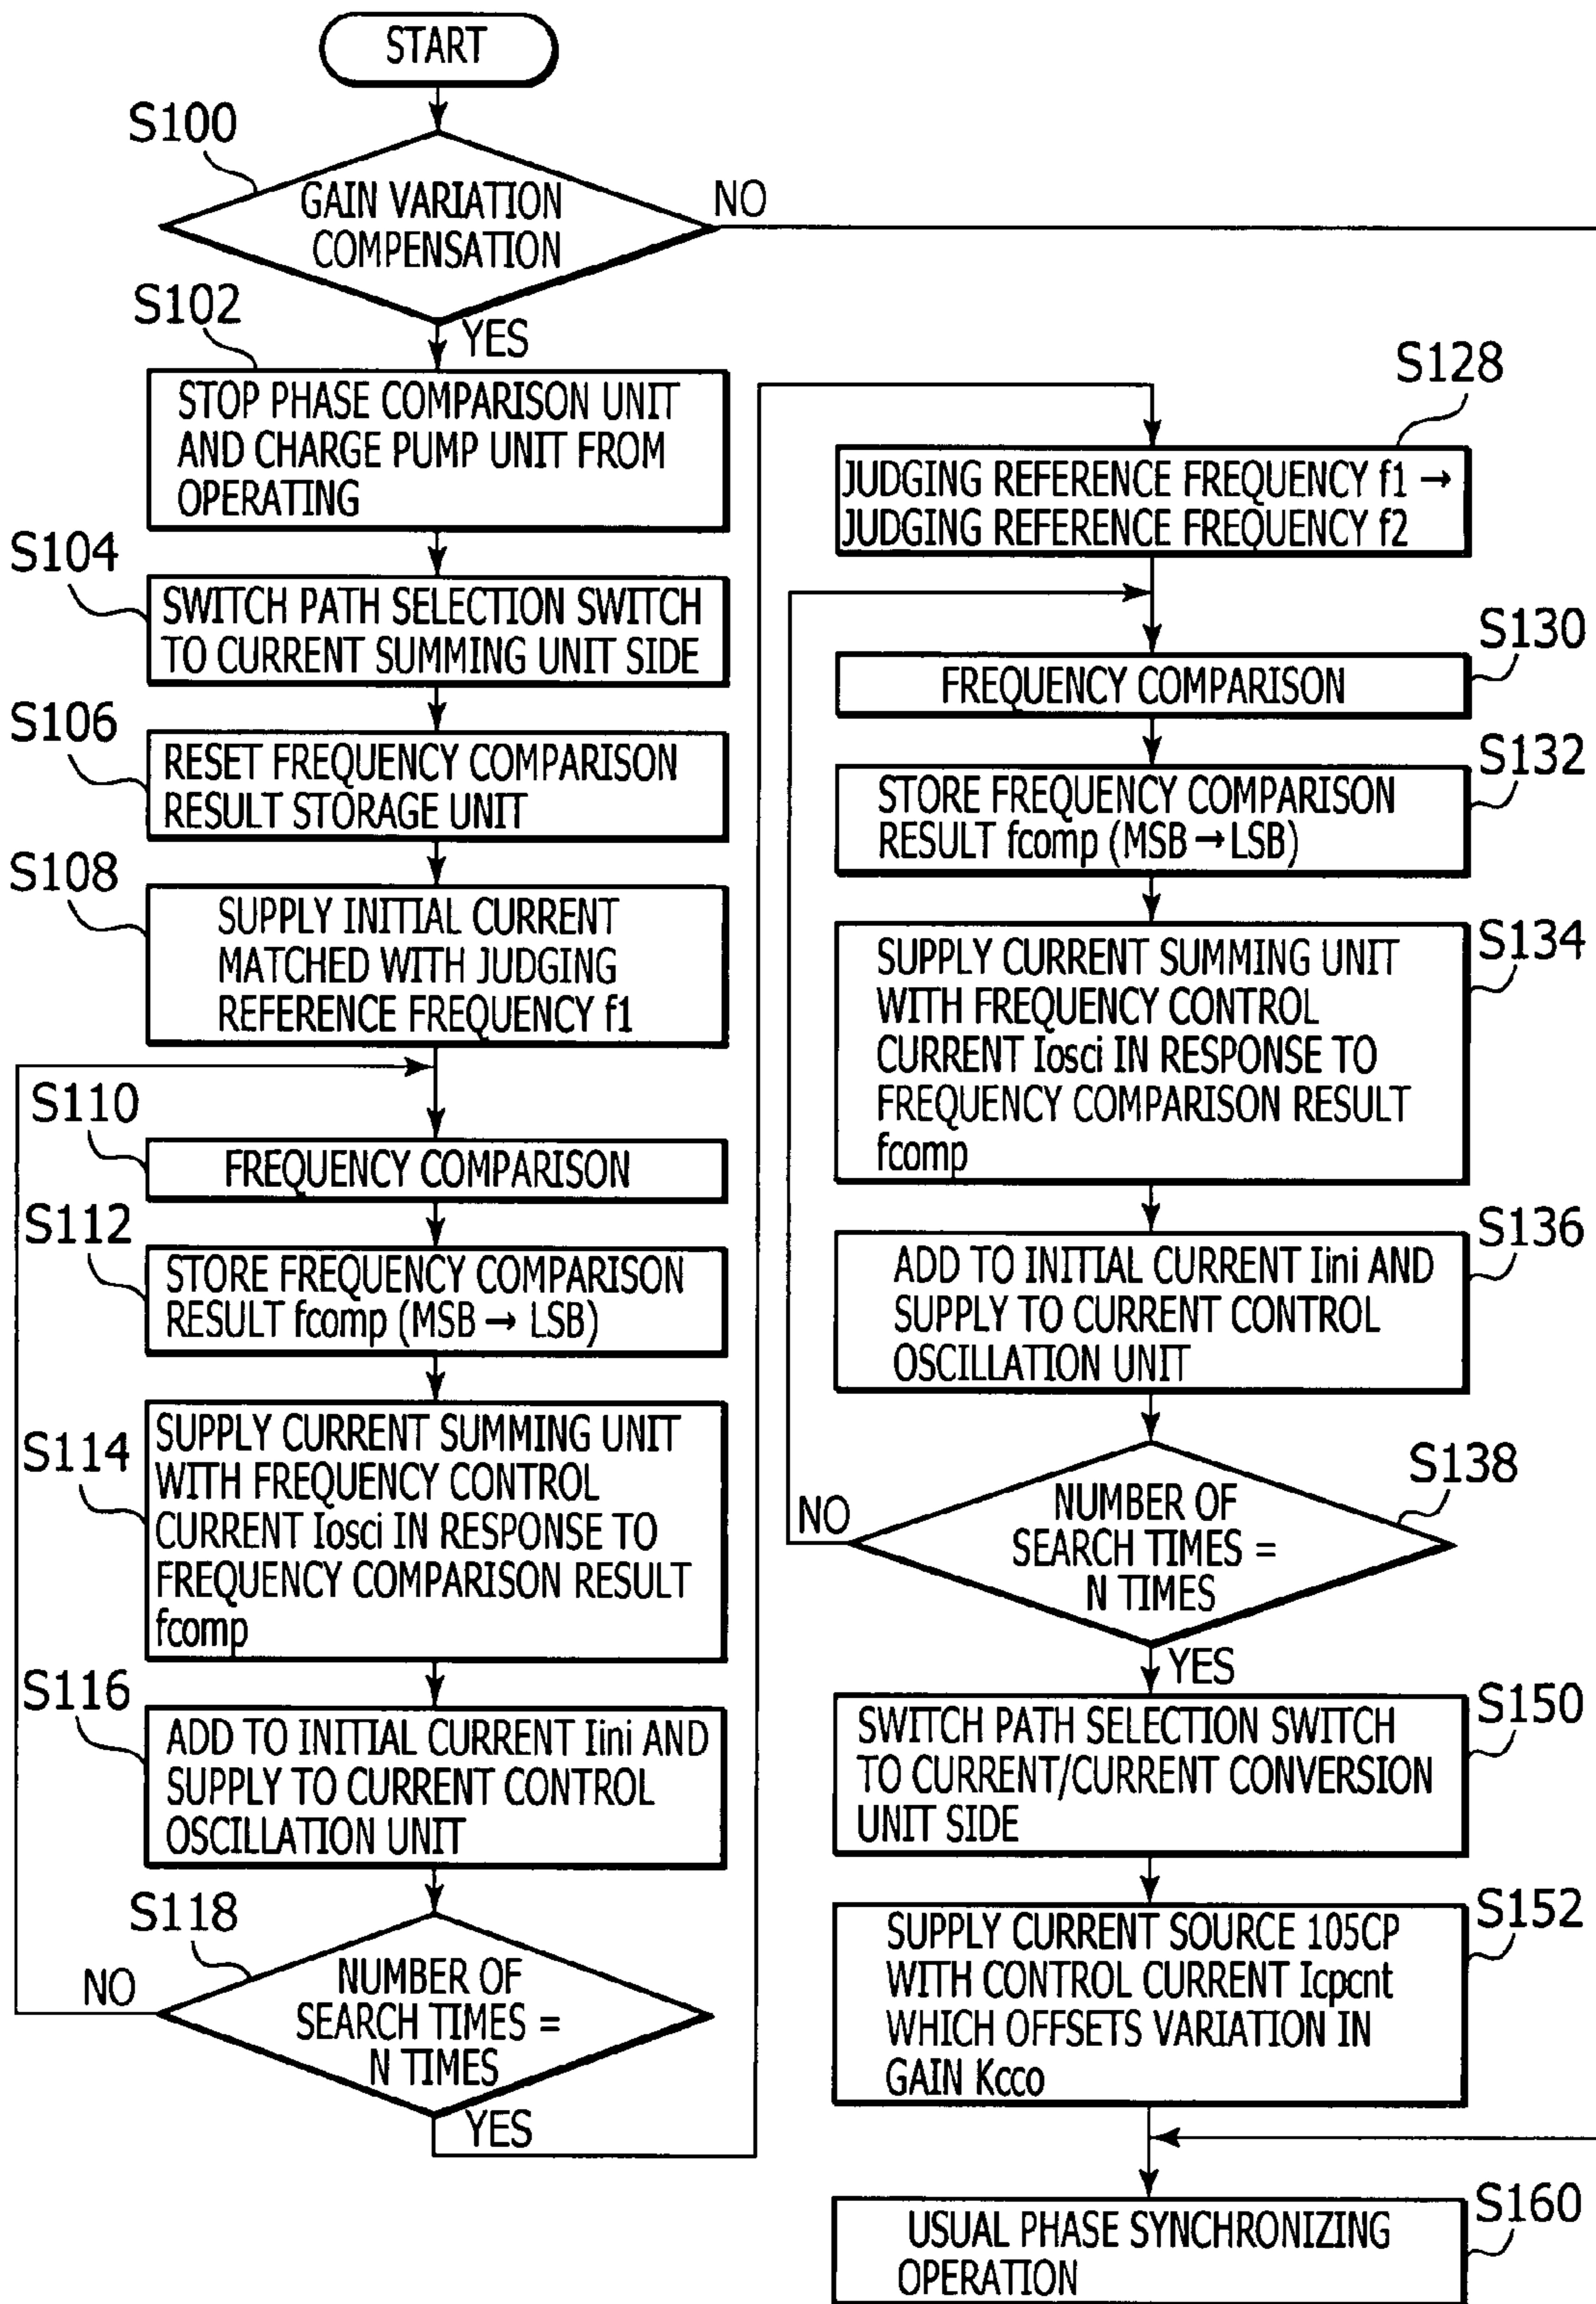 START
S100
GAIN VARIATION
COMPENSATION
NO
YES
S102
STOP PHASE COMPARISON UNIT
AND CHARGE PUMP UNIT FROM
OPERATING
S104
SWITCH PATH SELECTION SWITCH
TO CURRENT SUMMING UNIT SIDE
S106
RESET FREQUENCY COMPARISON
RESULT STORAGE UNIT
S108
SUPPLY INITIAL CURRENT
MATCHED WITH JUDGING
REFERENCE FREQUENCY f1
S110
FREQUENCY COMPARISON
S112
STORE FREQUENCY COMPARISON
RESULT fcomp (MSB → LSB)
S114
SUPPLY CURRENT SUMMING UNIT
WITH FREQUENCY CONTROL
CURRENT Iosci IN RESPONSE TO
FREQUENCY COMPARISON RESULT
fcomp
S116
ADD TO INITIAL CURRENT Iini AND
SUPPLY TO CURRENT CONTROL
OSCILLATION UNIT
S118
NUMBER OF
SEARCH TIMES =
N TIMES
NO
YES
S128
JUDGING REFERENCE FREQUENCY f1 →
JUDGING REFERENCE FREQUENCY f2
S130
FREQUENCY COMPARISON
S132
STORE FREQUENCY COMPARISON
RESULT fcomp (MSB → LSB)
S134
SUPPLY CURRENT SUMMING UNIT
WITH FREQUENCY CONTROL
CURRENT Iosci IN RESPONSE TO
FREQUENCY COMPARISON RESULT
fcomp
S136
ADD TO INITIAL CURRENT Iini AND
SUPPLY TO CURRENT CONTROL
OSCILLATION UNIT
S138
NUMBER OF
SEARCH TIMES =
N TIMES
NO
YES
S150
SWITCH PATH SELECTION SWITCH
TO CURRENT/CURRENT CONVERSION
UNIT SIDE
S152
SUPPLY CURRENT SOURCE 105CP
WITH CONTROL CURRENT Icpcnt
WHICH OFFSETS VARIATION IN
GAIN Kcco
S160
USUAL PHASE SYNCHRONIZING
OPERATION